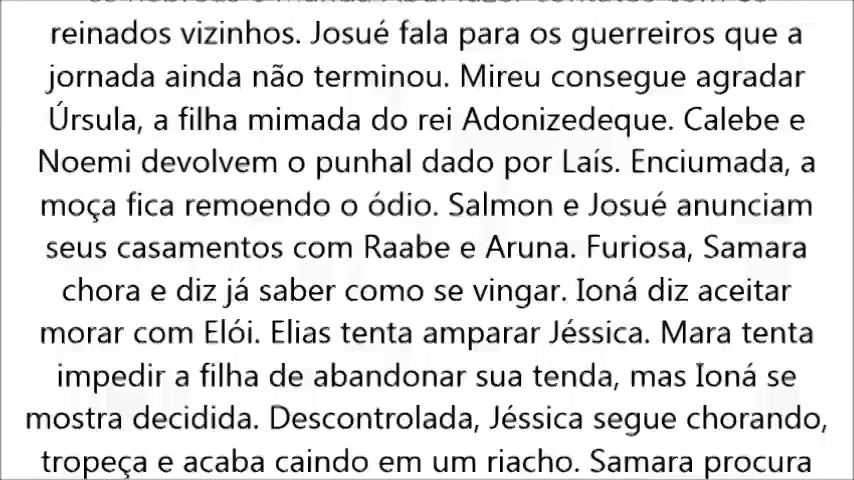 reinados vizinhos. Josué fala para os guerreiros que a
jornada ainda não terminou. Mireu consegue agradar
Úrsula, a filha mimada do rei Adonizedeque. Calebe e
Noemi devolvem o punhal dado por Laís. Enciumada, a
moça fica remoendo o ódio. Salmon e Josué anunciam
seus casamentos com Raabe e Aruna. Furiosa, Samara
chora e diz já saber como se vingar. Ioná diz aceitar
morar com Elói. Elias tenta amparar Jéssica. Mara tenta
impedir a filha de abandonar sua tenda, mas Ioná se
mostra decidida. Descontrolada, Jéssica segue chorando,
tropeça e acaba caindo em um riacho. Samara procura